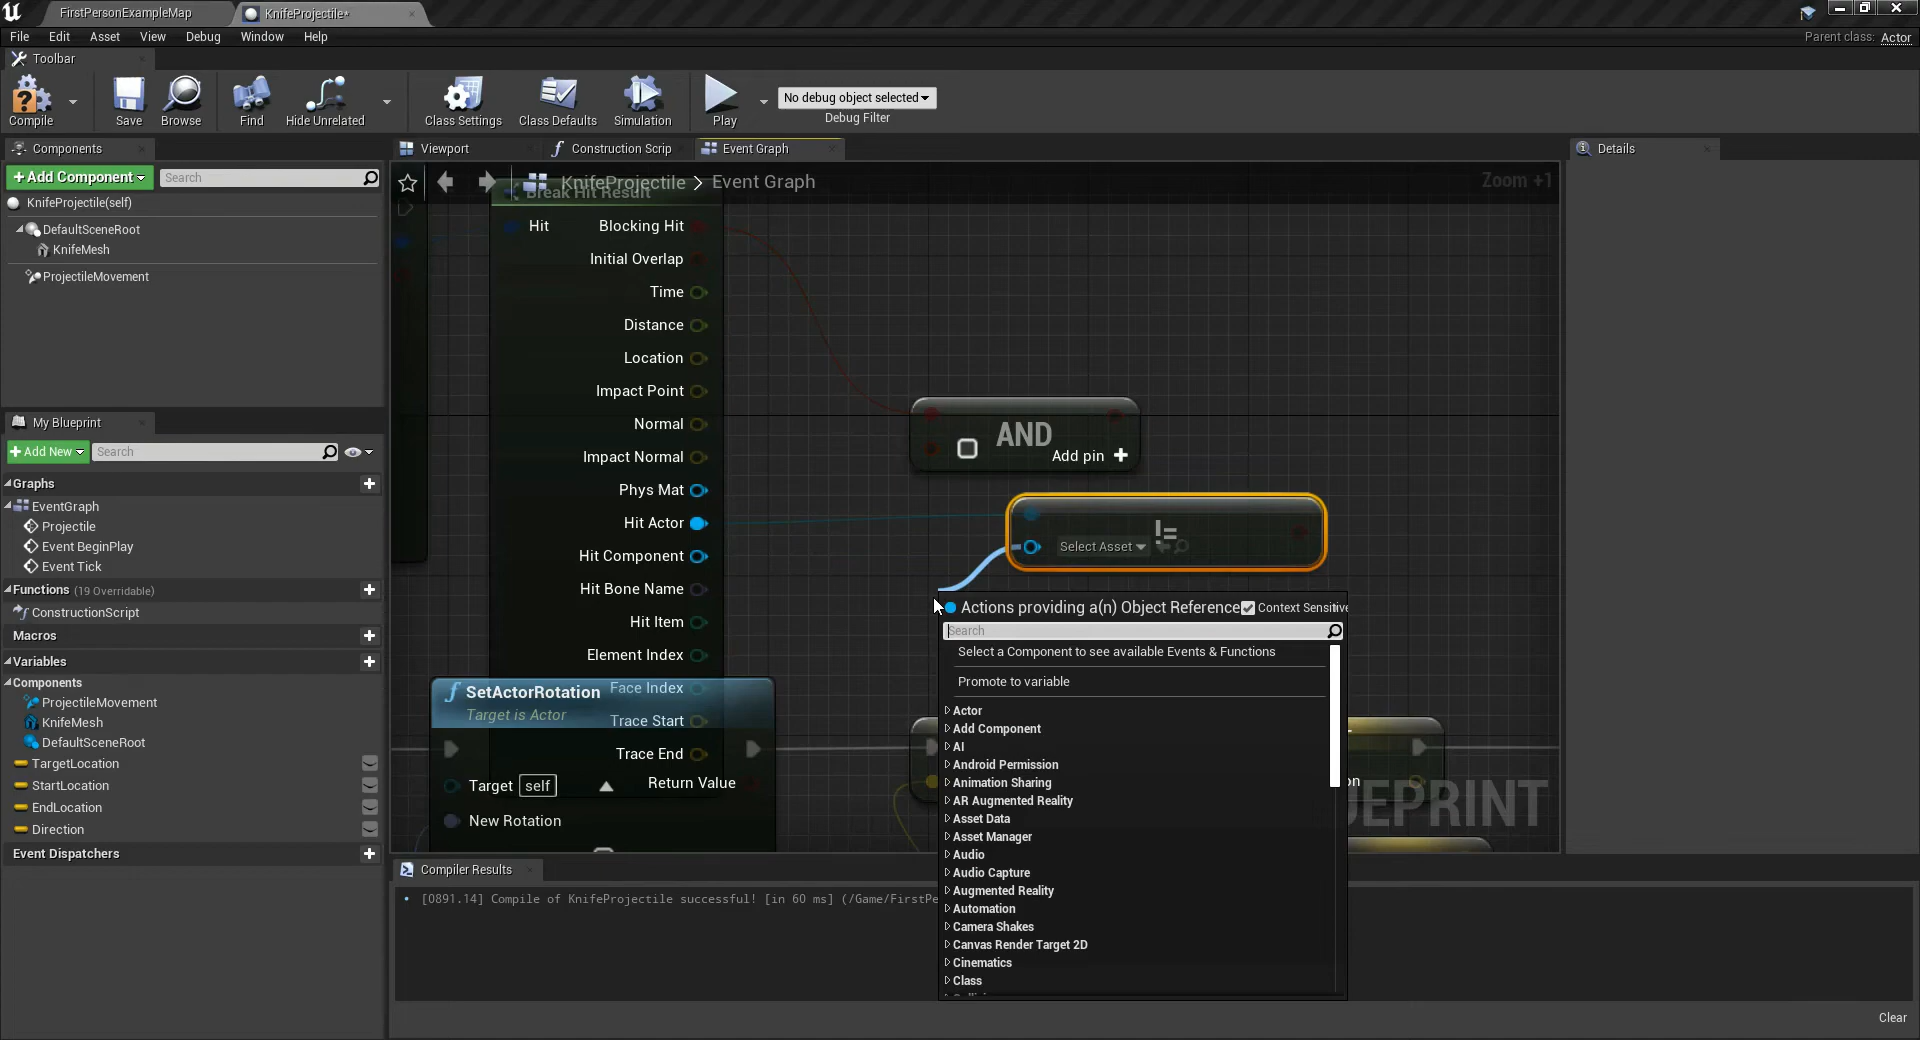 FirstPersonExampleMap
KnifeProjectile*
File Edit Asset View Debug Window Help
Parent class: Actor
Toolbar
Compile
Save
Browse
Find
Hide Unrelated
Class Settings
Class Defaults
Simulation
Play
No debug object selected
Debug Filter
Components
+Add Component
Search
KnifeProjectile(self)
DefaultSceneRoot
KnifeMesh
ProjectileMovement
My Blueprint
+Add New
Search
Graphs
EventGraph
Projectile
Event BeginPlay
Event Tick
Functions (19 Overridable)
ConstructionScript
Macros
Variables
Components
ProjectileMovement
KnifeMesh
DefaultSceneRoot
TargetLocation
StartLocation
EndLocation
Direction
Event Dispatchers
Viewport
Construction Scrip
Event Graph
KnifeProjectile > Event Graph
Zoom +1
Break Hit Result
Hit
Blocking Hit
Initial Overlap
Time
Distance
Location
Impact Point
Normal
Impact Normal
Phys Mat
Hit Actor
Hit Component
Hit Bone Name
Hit Item
Element Index
Face Index
Trace Start
Trace End
AND
Add pin +
!=
Select Asset
SetActorRotation
Target is Actor
Target self
Return Value
New Rotation
Actions providing a(n) Object Reference
Context Sensitive
Search
Select a Component to see available Events & Functions
Promote to variable
Actor
Add Component
AI
Android Permission
Animation Sharing
AR Augmented Reality
Asset Data
Asset Manager
Audio
Audio Capture
Augmented Reality
Automation
Camera Shakes
Canvas Render Target 2D
Cinematics
Class
on
UEPRINT
Compiler Results
[0891.14] Compile of KnifeProjectile successful! [in 60 ms] (/Game/FirstPe
Details
Clear